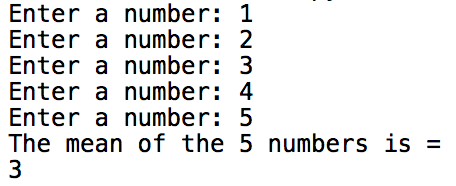 Enter a number: 1
Enter a number: 2
Enter a number: 3
Enter a number: 4
Enter a number: 5
The mean of the 5 numbers is =
3